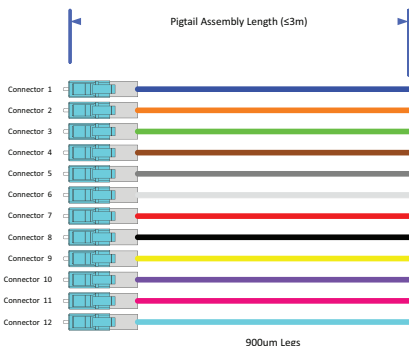 Pigtail Assembly Length (≤3m)
Connector 1
Connector 2
Connector 3
Connector 4
Connector 5
Connector 6
Connector 7
Connector 8
Connector 9
Connector 10
Connector 11
Connector 12
900um Legs